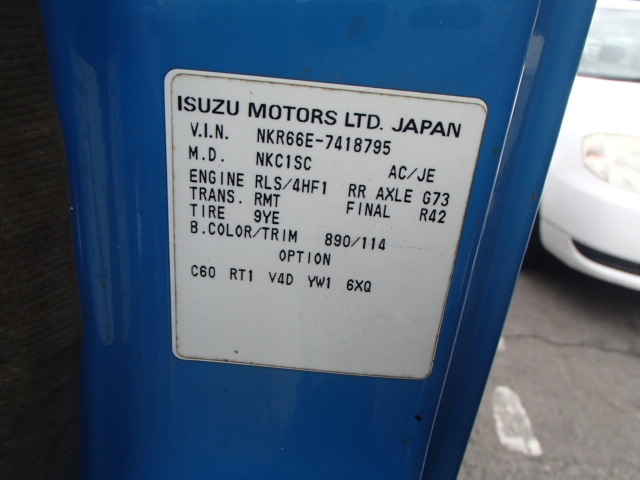 ISUZU MOTORS LTD. JAPAN
V.I.N. NKR66E-7418795
M.D. NKC1SC AC/JE
ENGINE RLS/4HF1 RR AXLE G73
TRANS. RMT FINAL R42
TIRE 9YE
B.COLOR/TRIM 890/114
OPTION
C60 RT1 V4D YW1 6XQ